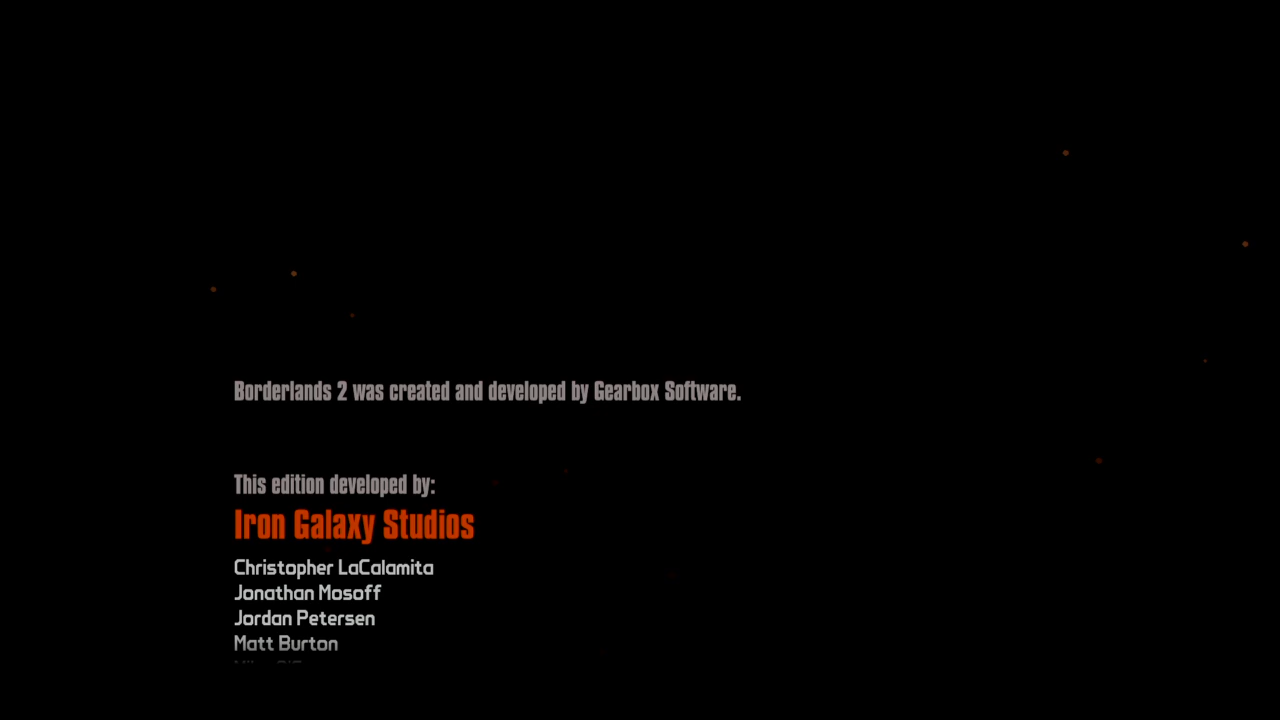 Borderlands 2 was created and developed by Gearbox Software.
This edition developed by:
Iron Galaxy Studios
Christopher LaCalamita
Jonathan Mosoff
Jordan Petersen
Matt Burton